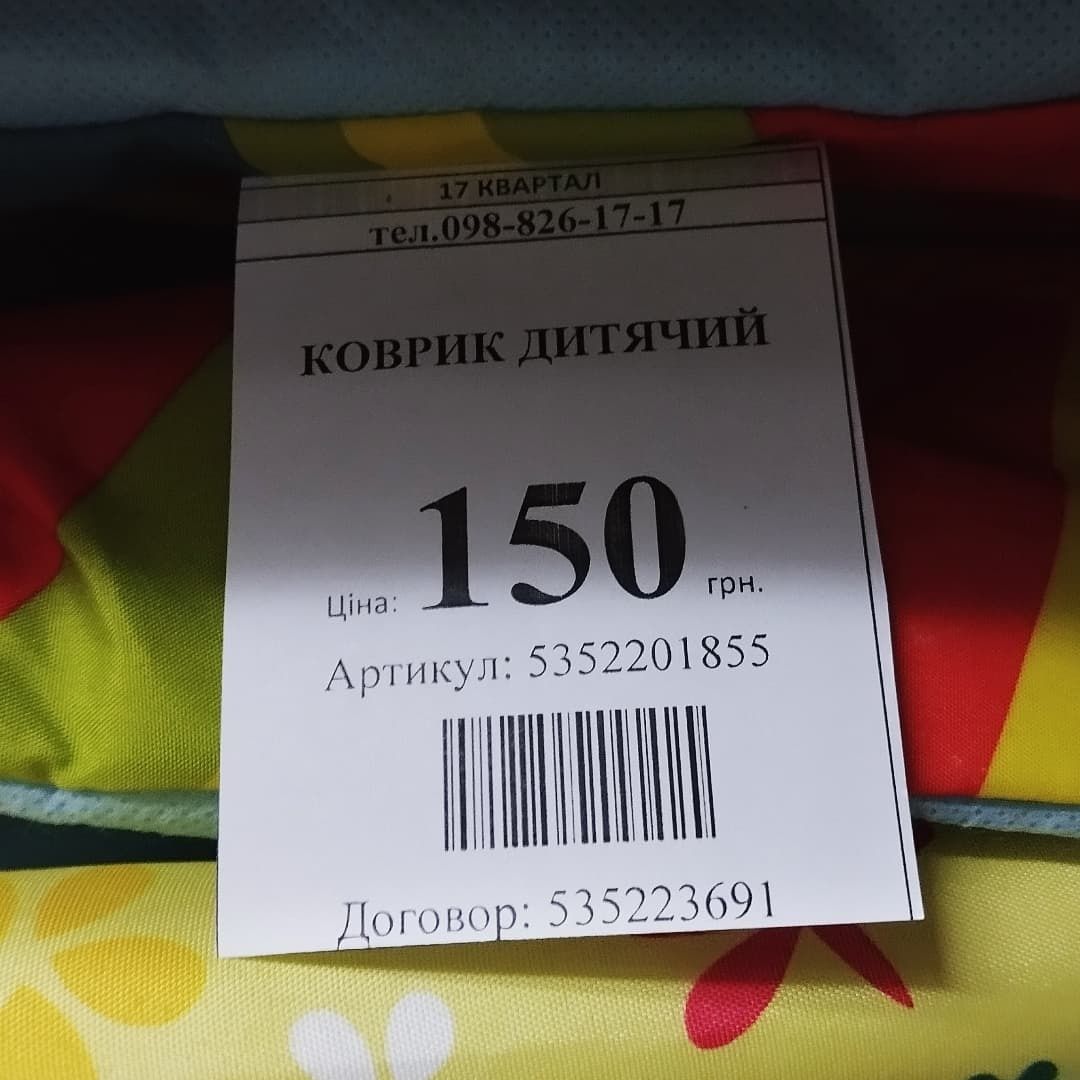 17 КВАРТАЛ
тел.098-826-17-17
КОВРИК ДИТЯЧИЙ
Ціна: 150 грн.
Артикул: 5352201855
Договор: 535223691